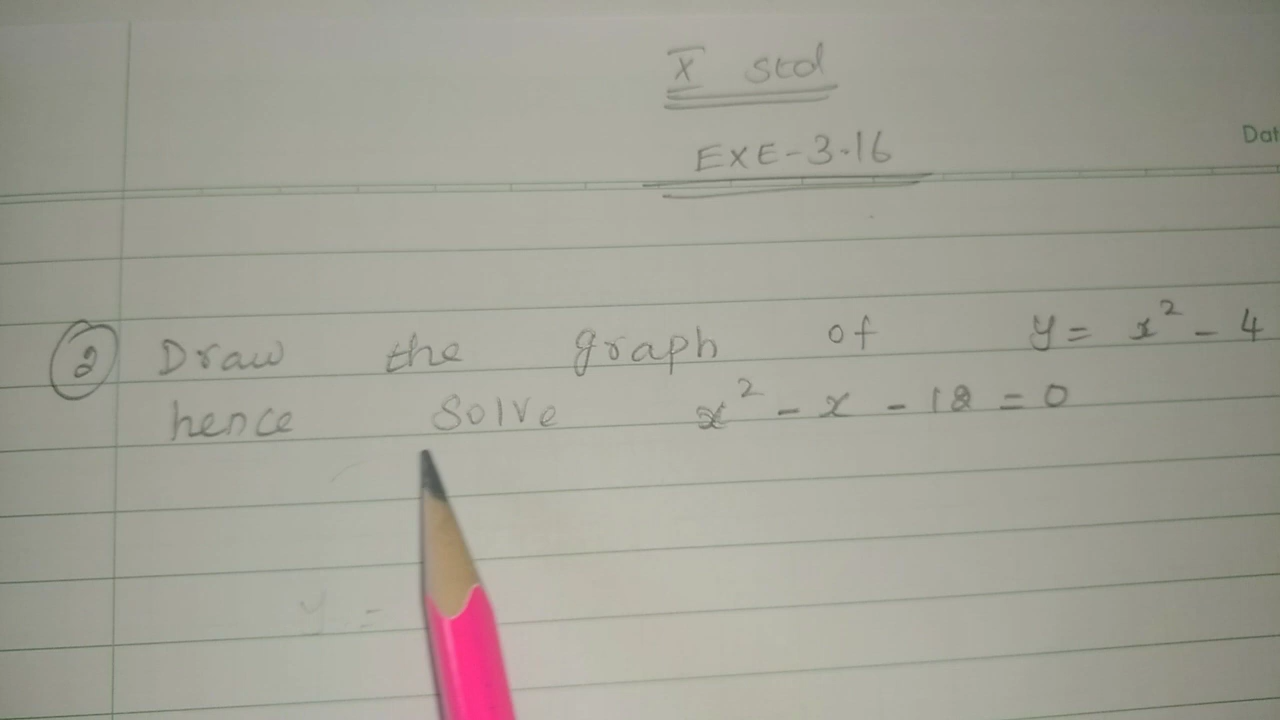 X Std
EXE-3.16
Dat
② Draw the graph of y = x² - 4
hence solve x² - x - 12 = 0
y =